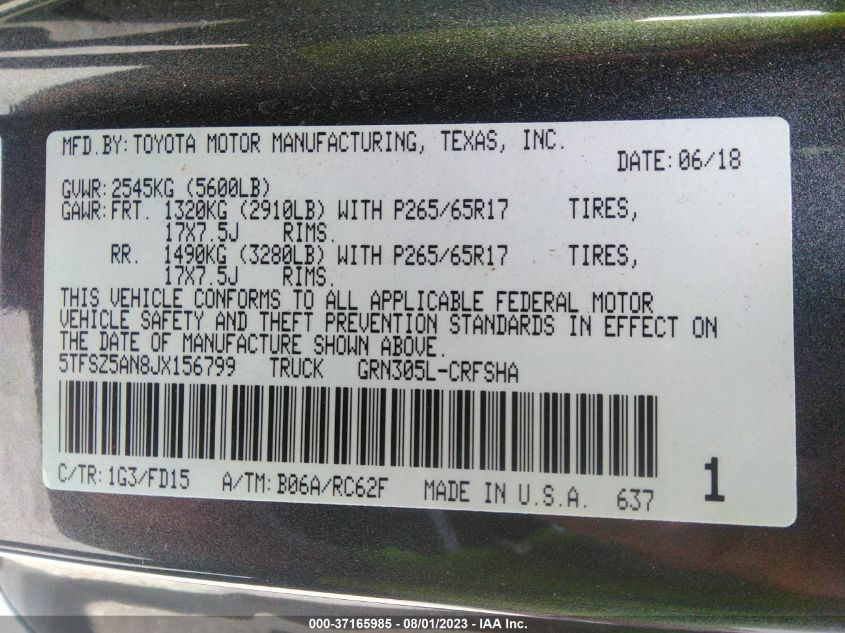 MFD.BY: TOYOTA MOTOR MANUFACTURING, TEXAS, INC.
DATE: 06/18
GVWR: 2545KG (5600LB)
GAWR: FRT. 1320KG (2910LB) WITH P265/65R17 TIRES,
17X7.5J RIMS.
RR. 1490KG (3280LB) WITH P265/65R17 TIRES,
17X7.5J RIMS.
THIS VEHICLE CONFORMS TO ALL APPLICABLE FEDERAL MOTOR
VEHICLE SAFETY AND THEFT PREVENTION STANDARDS IN EFFECT ON
THE DATE OF MANUFACTURE SHOWN ABOVE.
5TFSZ5AN8JX156799 TRUCK GRN305L-CRFSHA
C/TR: 1G3/FD15 A/TM: B06A/RC62F MADE IN U.S.A. 637 1
000-37165985 - 08/01/2023 - IAA Inc.